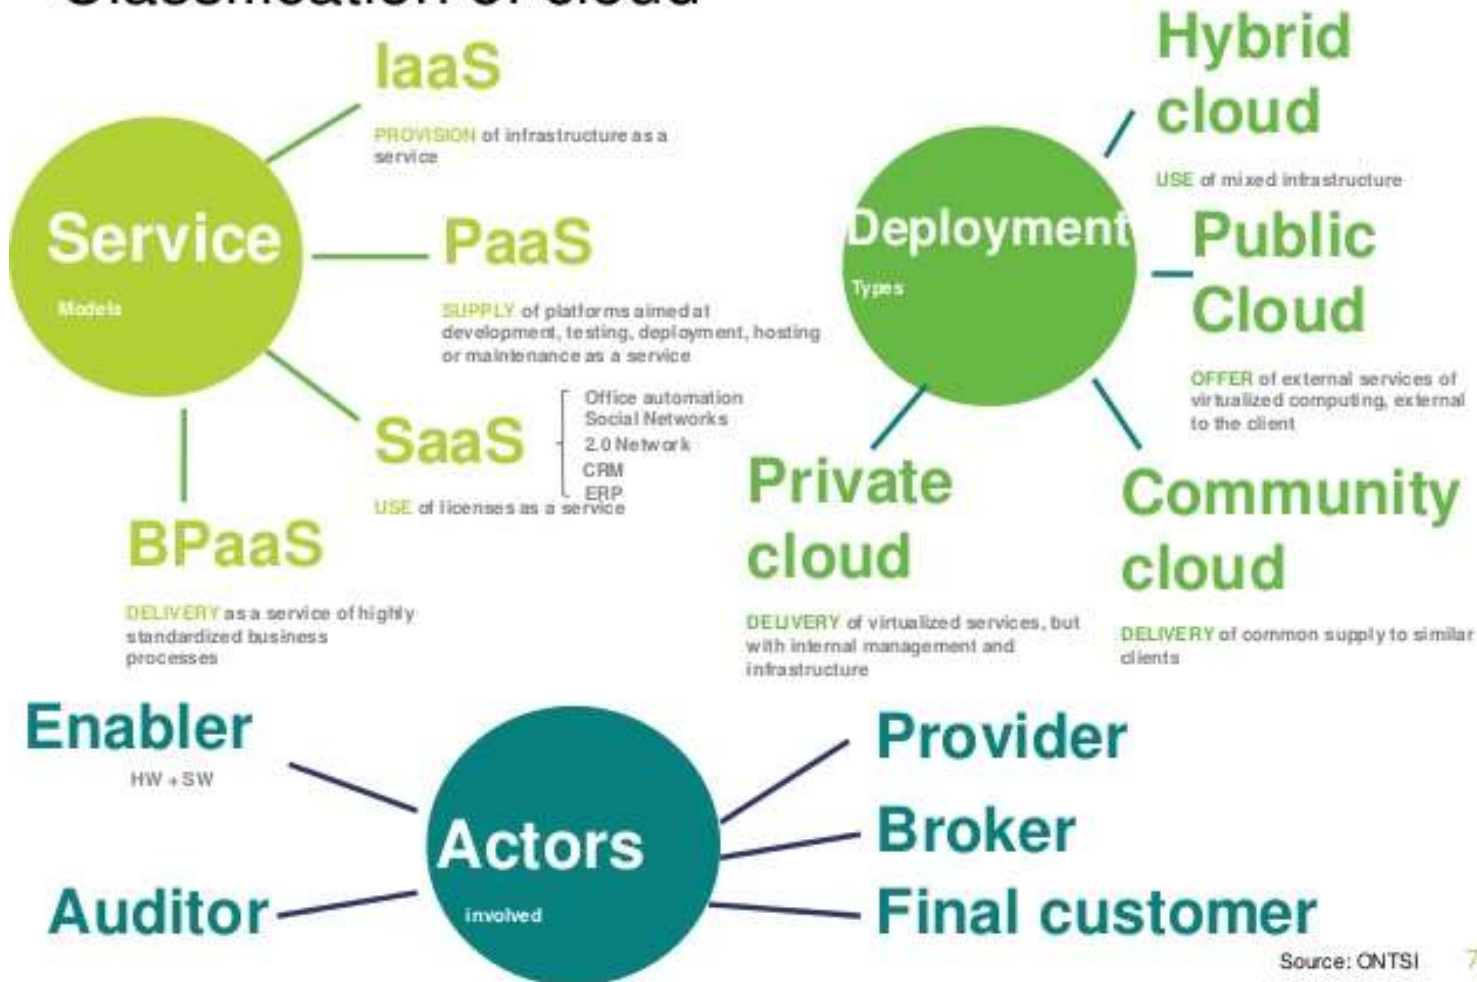 Classification of cloud
IaaS
PROVISION of infrastructure as a
service
Service
Models
PaaS
SUPPLY of platforms aimed at
development, testing, deployment, hosting
or maintenance as a service
SaaS
Office automation
Social Networks
2.0 Network
CRM
ERP
USE of licenses as a service
BPaaS
DELIVERY as a service of highly
standardized business
processes
Hybrid
cloud
USE of mixed infrastructure
Deployment
Types
Public
Cloud
OFFER of external services of
virtualized computing, external
to the client
Private
cloud
DELIVERY of virtualized services, but
with internal management and
infrastructure
Community
cloud
DELIVERY of common supply to similar
clients
Enabler
HW + SW
Actors
involved
Auditor
Provider
Broker
Final customer
Source: ONTSI
7